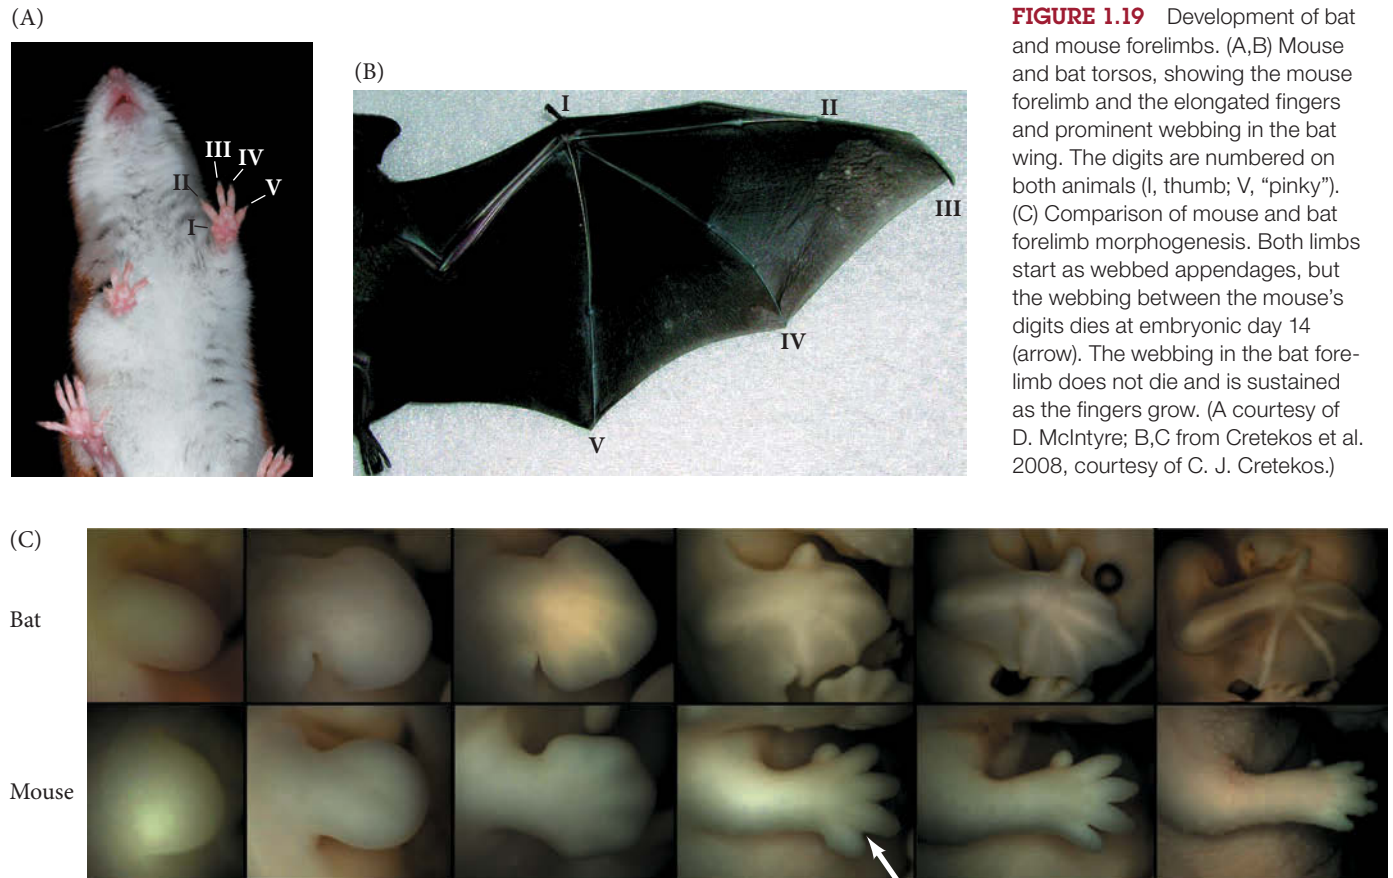 (A)
III
IV
II
V
I
(B)
I
II
III
IV
V
FIGURE 1.19 Development of bat
and mouse forelimbs. (A,B) Mouse
and bat torsos, showing the mouse
forelimb and the elongated fingers
and prominent webbing in the bat
wing. The digits are numbered on
both animals (I, thumb; V, “pinky”).
(C) Comparison of mouse and bat
forelimb morphogenesis. Both limbs
start as webbed appendages, but
the webbing between the mouse’s
digits dies at embryonic day 14
(arrow). The webbing in the bat fore-
limb does not die and is sustained
as the fingers grow. (A courtesy of
D. McIntyre; B,C from Cretekos et al.
2008, courtesy of C. J. Cretekos.)
(C)
Bat
Mouse